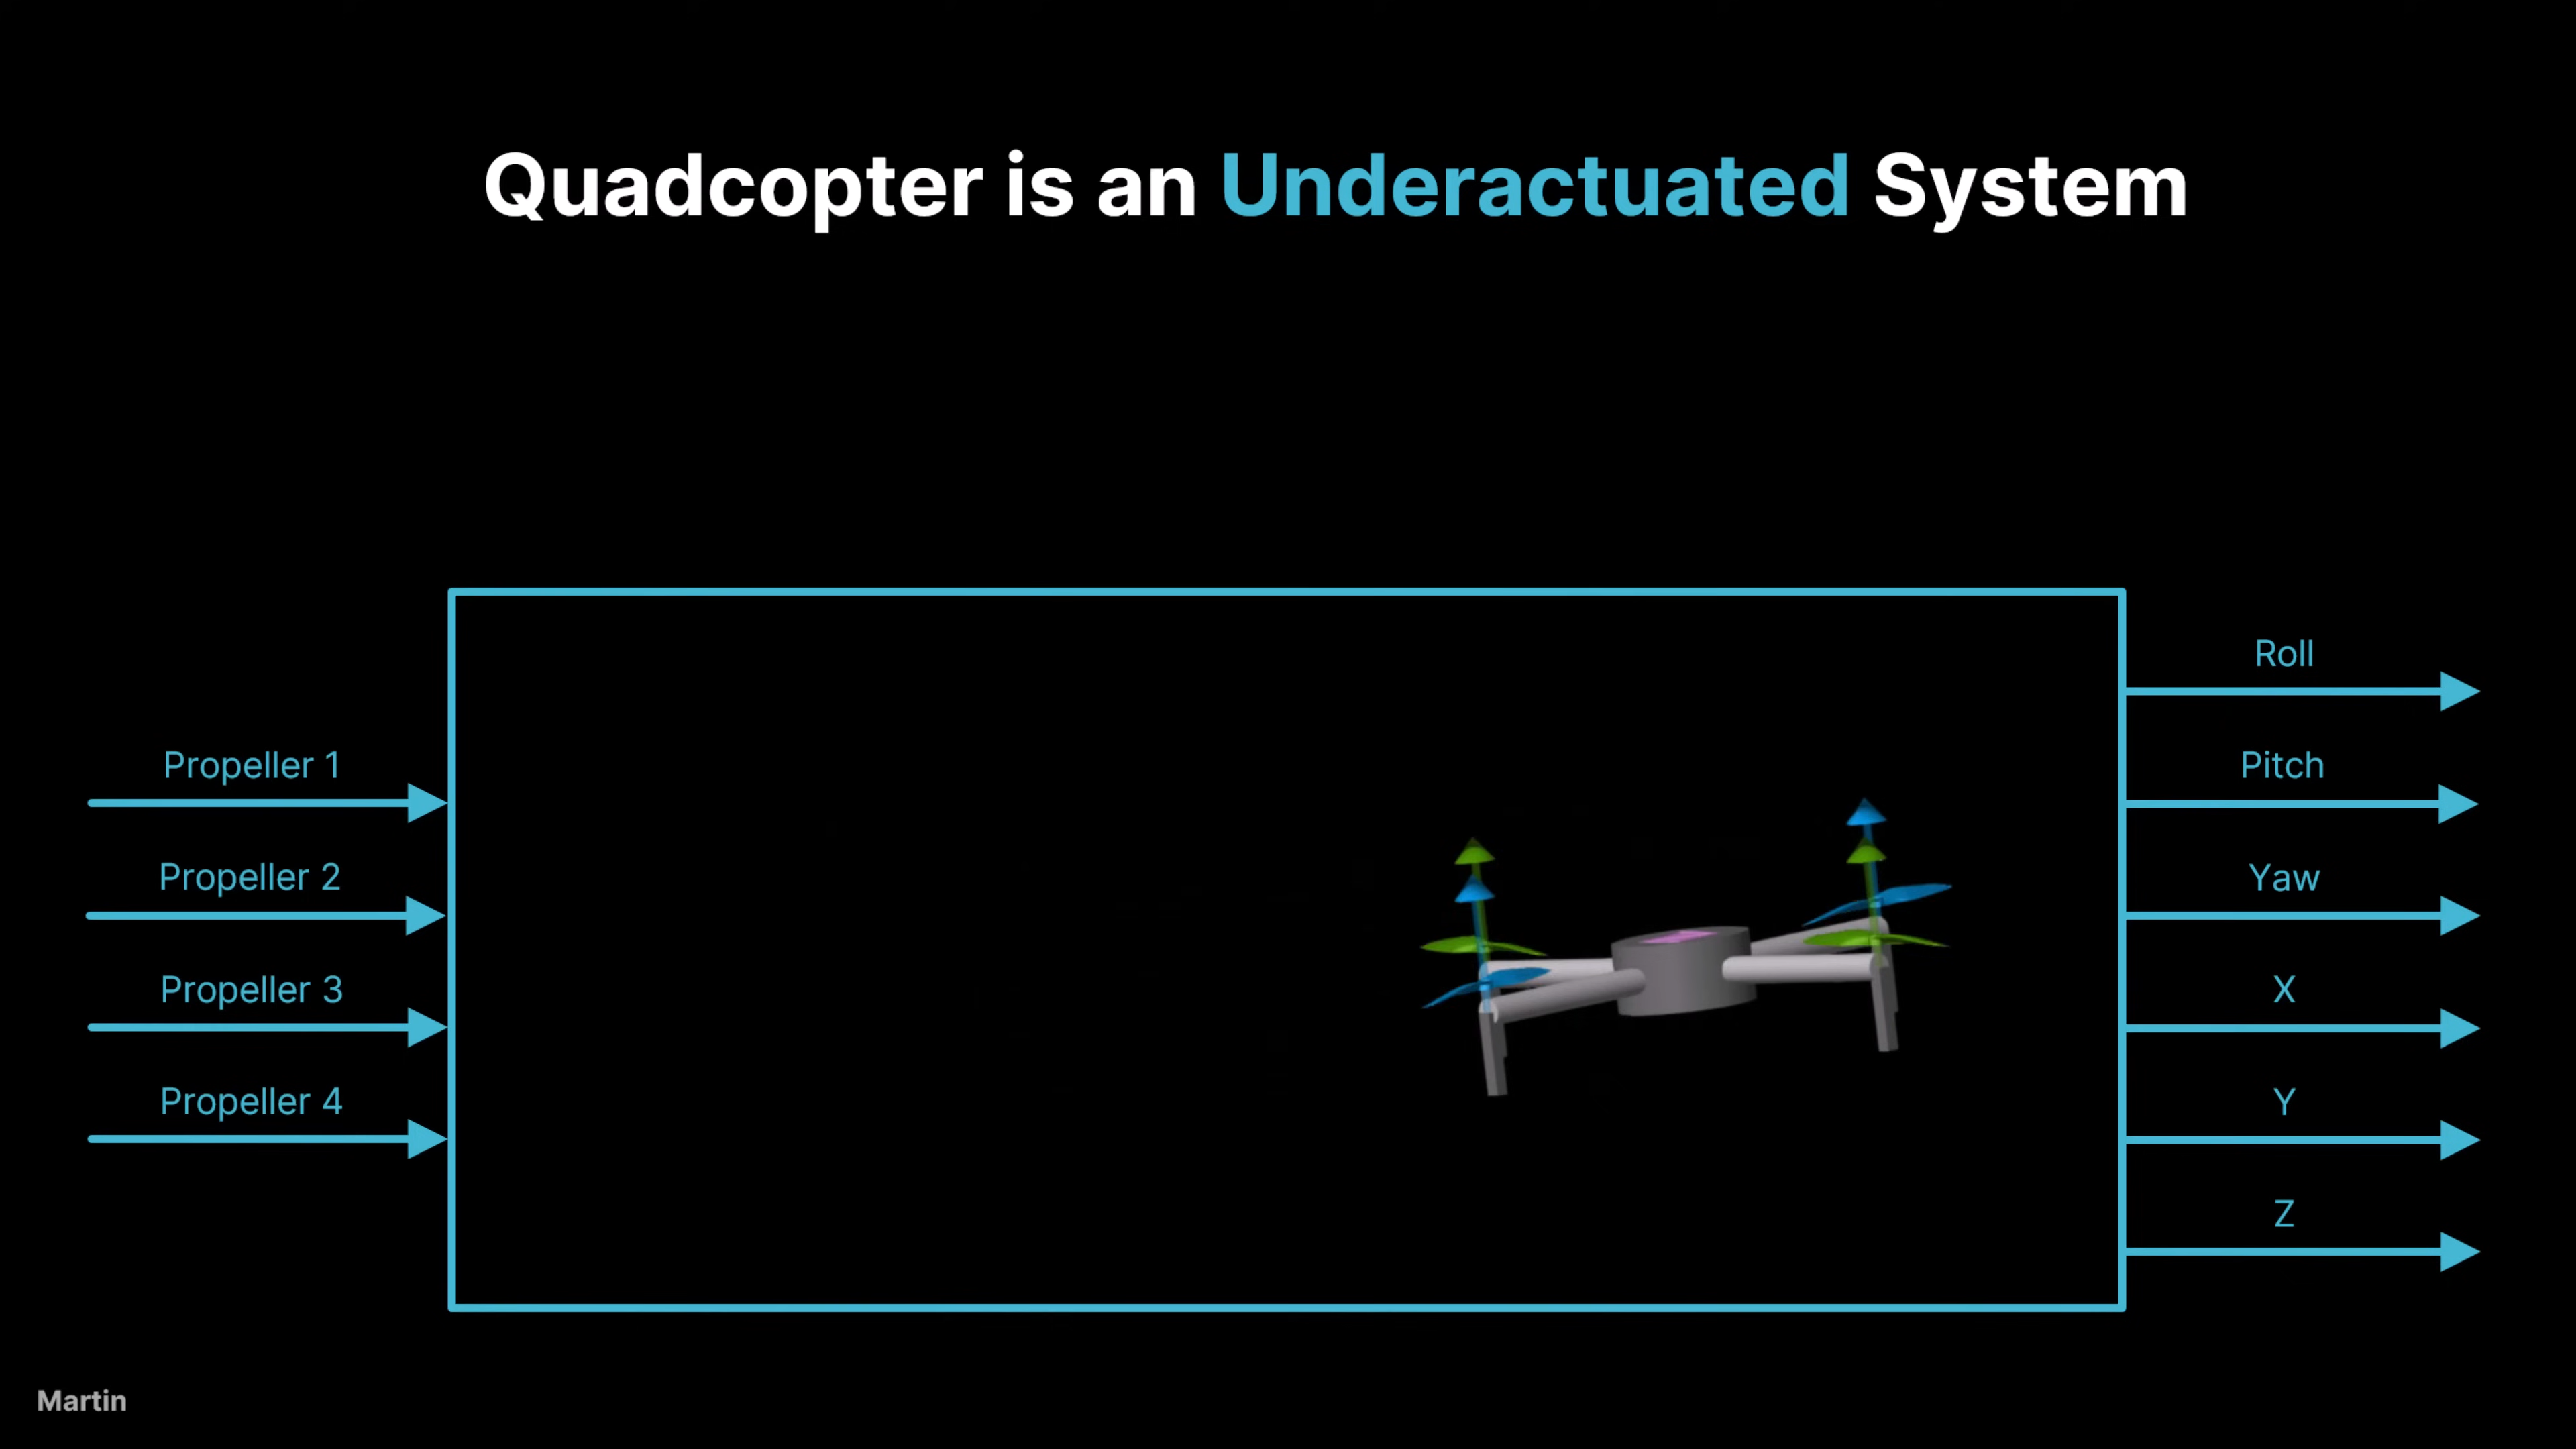 Quadcopter is an Underactuated System
Propeller 1
Propeller 2
Propeller 3
Propeller 4
Roll
Pitch
Yaw
X
Y
Z
Martin